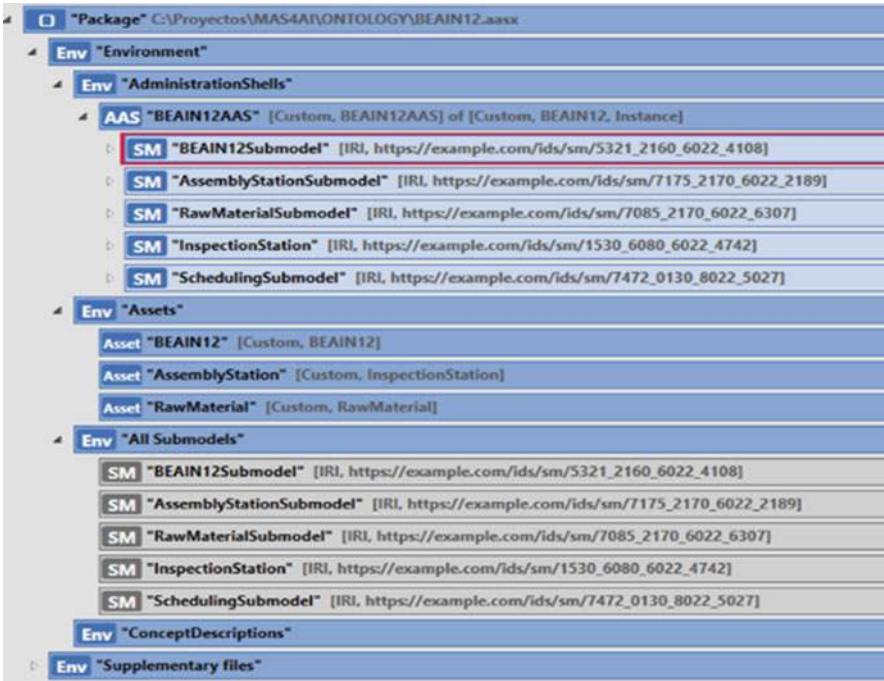 "Package" C:\Proyectos\MAS4AI\ONTOLOGY\BEAIN12.aasx
Env "Environment"
Env "AdministrationShells"
AAS "BEAIN12AAS" [Custom, BEAIN12AAS] of [Custom, BEAIN12, Instance]
SM "BEAIN12Submodel" [IRI, https://example.com/ids/sm/5321_2160_6022_4108]
SM "AssemblyStationSubmodel" [IRI, https://example.com/ids/sm/7175_2170_6022_2189]
SM "RawMaterialSubmodel" [IRI, https://example.com/ids/sm/7085_2170_6022_6307]
SM "InspectionStation" [IRI, https://example.com/ids/sm/1530_6080_6022_4742]
SM "SchedulingSubmodel" [IRI, https://example.com/ids/sm/7472_0130_8022_5027]
Env "Assets"
Asset "BEAIN12" [Custom, BEAIN12]
Asset "AssemblyStation" [Custom, InspectionStation]
Asset "RawMaterial" [Custom, RawMaterial]
Env "All Submodels"
SM "BEAIN12Submodel" [IRI, https://example.com/ids/sm/5321_2160_6022_4108]
SM "AssemblyStationSubmodel" [IRI, https://example.com/ids/sm/7175_2170_6022_2189]
SM "RawMaterialSubmodel" [IRI, https://example.com/ids/sm/7085_2170_6022_6307]
SM "InspectionStation" [IRI, https://example.com/ids/sm/1530_6080_6022_4742]
SM "SchedulingSubmodel" [IRI, https://example.com/ids/sm/7472_0130_8022_5027]
Env "ConceptDescriptions"
Env "Supplementary files"